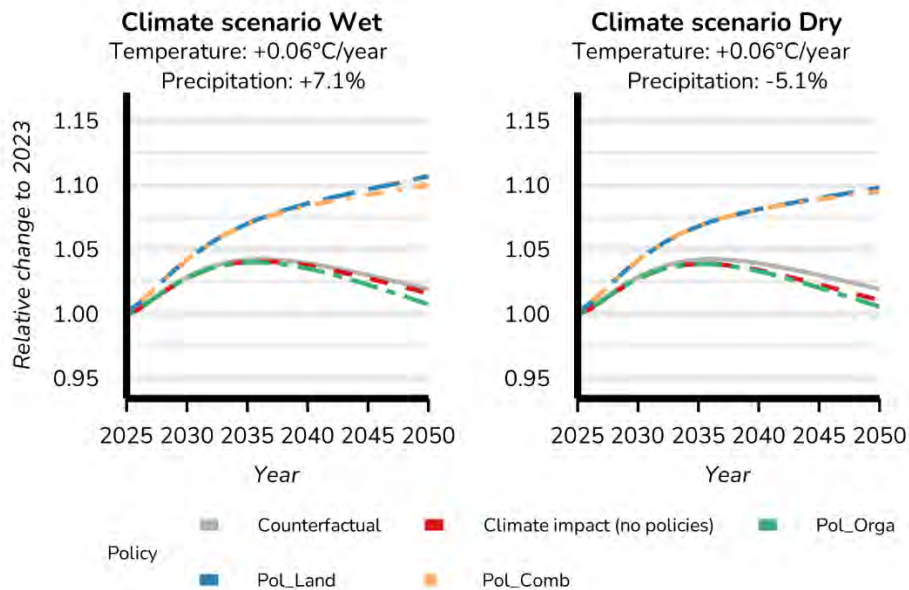 Climate scenario Wet
Temperature: +0.06°C/year
Precipitation: +7.1%
Climate scenario Dry
Temperature: +0.06°C/year
Precipitation: -5.1%
Relative change to 2023
1.15
1.10
1.05
1.00
0.95
2025 2030 2035 2040 2045 2050
Year
1.15
1.10
1.05
1.00
0.95
2025 2030 2035 2040 2045 2050
Year
Policy
Counterfactual
Climate impact (no policies)
Pol_Orga
Pol_Land
Pol_Comb